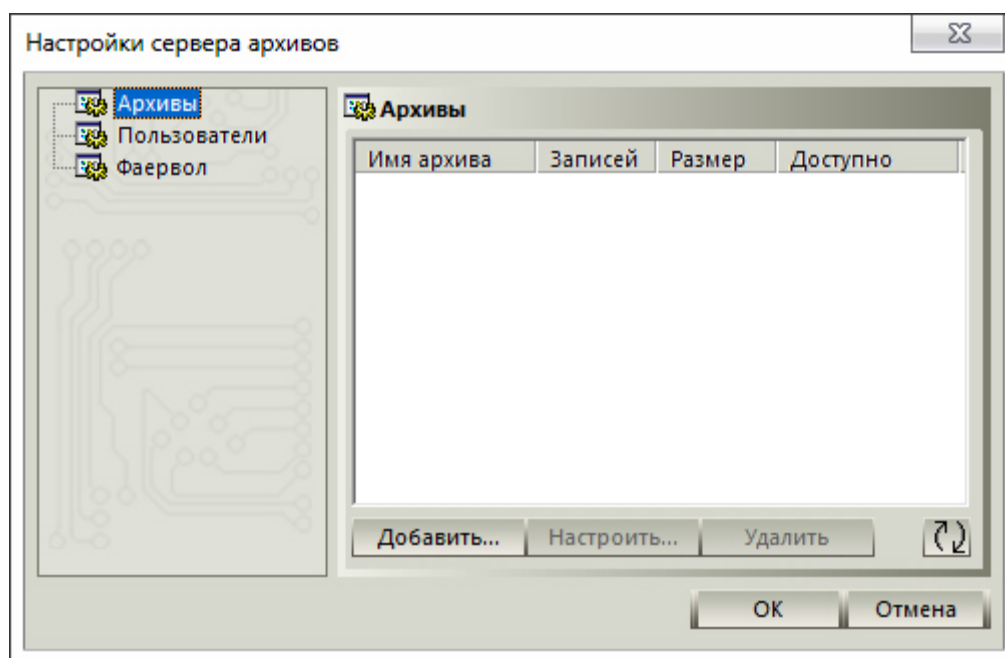 Настройки сервера архивов
Архивы
Пользователи
Фаервол
Архивы
Имя архива Записей Размер Доступно
Добавить... Настроить... Удалить
ОК Отмена